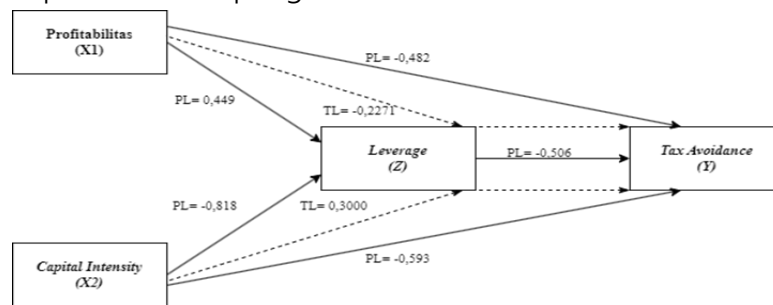 Profitabilitas
(X1)
PL= -0,482
PL= 0,449
TL= -0,2271
Leverage
(Z)
PL= -0,506
Tax Avoidance
(Y)
PL= -0,818
TL= 0,3000
Capital Intensity
(X2)
PL= -0,593